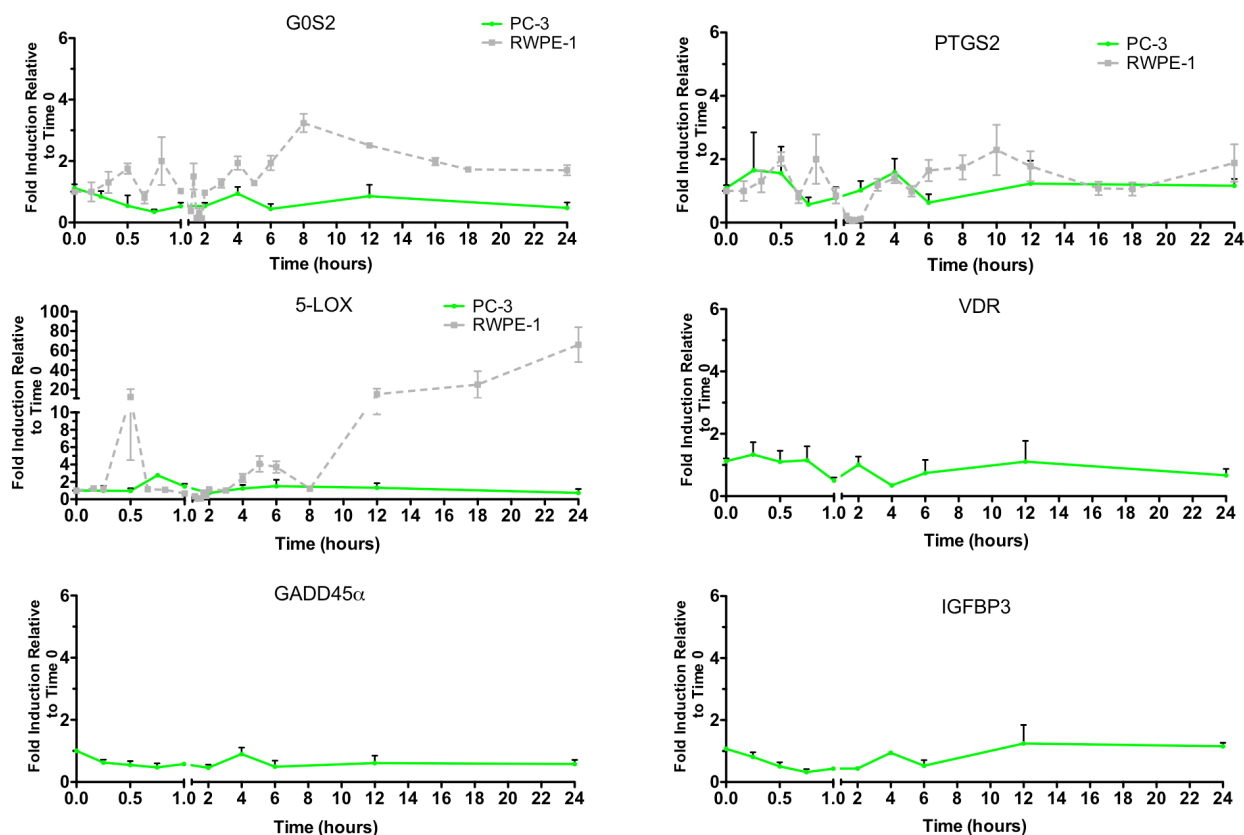 G0S2
PC-3
RWPE-1
Fold Induction Relative
to Time 0
6
4
2
0
0.0 0.5 1.0 2 4 6 8 10 12 14 16 18 20 22 24
Time (hours)
PTGS2
PC-3
RWPE-1
Fold Induction Relative
to Time 0
6
4
2
0
0.0 0.5 1.0 2 4 6 8 10 12 14 16 18 20 22 24
Time (hours)
5-LOX
PC-3
RWPE-1
Fold Induction Relative
to Time 0
100
90
80
70
60
50
40
30
20
10
8
6
4
2
0
0.0 0.5 1.0 2 4 6 8 10 12 14 16 18 20 22 24
Time (hours)
VDR
Fold Induction Relative
to Time 0
6
4
2
0
0.0 0.5 1.0 2 4 6 8 10 12 14 16 18 20 22 24
Time (hours)
GADD45α
Fold Induction Relative
to Time 0
6
4
2
0
0.0 0.5 1.0 2 4 6 8 10 12 14 16 18 20 22 24
Time (hours)
IGFBP3
Fold Induction Relative
to Time 0
6
4
2
0
0.0 0.5 1.0 2 4 6 8 10 12 14 16 18 20 22 24
Time (hours)